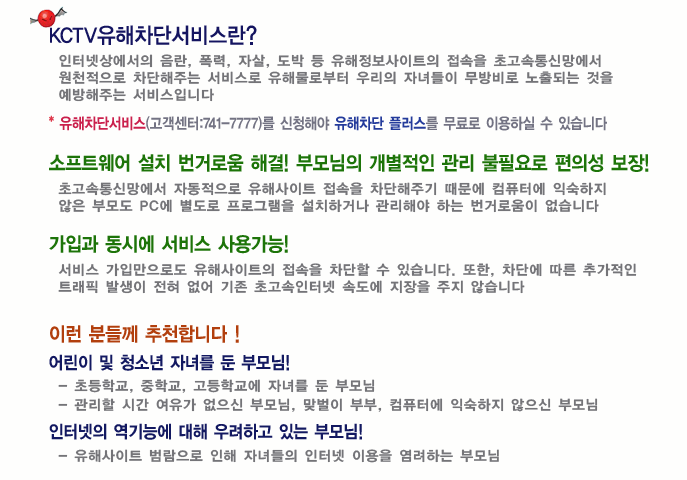 KCTV유해차단서비스란?
인터넷상에서의 음란, 폭력, 자살, 도박 등 유해정보사이트의 접속을 초고속통신망에서
원천적으로 차단해주는 서비스로 유해물로부터 우리의 자녀들이 무방비로 노출되는 것을
예방해주는 서비스입니다
* 유해차단서비스(고객센터:741-7777)를 신청해야 유해차단 플러스를 무료로 이용하실 수 있습니다
소프트웨어 설치 번거로움 해결! 부모님의 개별적인 관리 불필요로 편의성 보장!
초고속통신망에서 자동적으로 유해사이트 접속을 차단해주기 때문에 컴퓨터에 익숙하지
않은 부모도 PC에 별도로 프로그램을 설치하거나 관리해야 하는 번거로움이 없습니다
가입과 동시에 서비스 사용가능!
서비스 가입만으로도 유해사이트의 접속을 차단할 수 있습니다. 또한, 차단에 따른 추가적인
트래픽 발생이 전혀 없어 기존 초고속인터넷 속도에 지장을 주지 않습니다
이런 분들께 추천합니다 !
어린이 및 청소년 자녀를 둔 부모님!
- 초등학교, 중학교, 고등학교에 자녀를 둔 부모님
- 관리할 시간 여유가 없으신 부모님, 맞벌이 부부, 컴퓨터에 익숙하지 않으신 부모님
인터넷의 역기능에 대해 우려하고 있는 부모님!
- 유해사이트 범람으로 인해 자녀들의 인터넷 이용을 염려하는 부모님